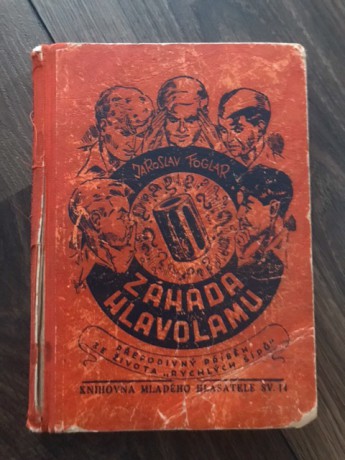 JAROSLAV FOGLAR
ZÁHADA
HLAVOLAMU
PŘEPODIVNÝ PŘÍBĚH
ZE ŽIVOTA „RYCHLÝCH ŠÍPŮ"
KNIHOVNA MLADÉHO HLASATELE SV. 14